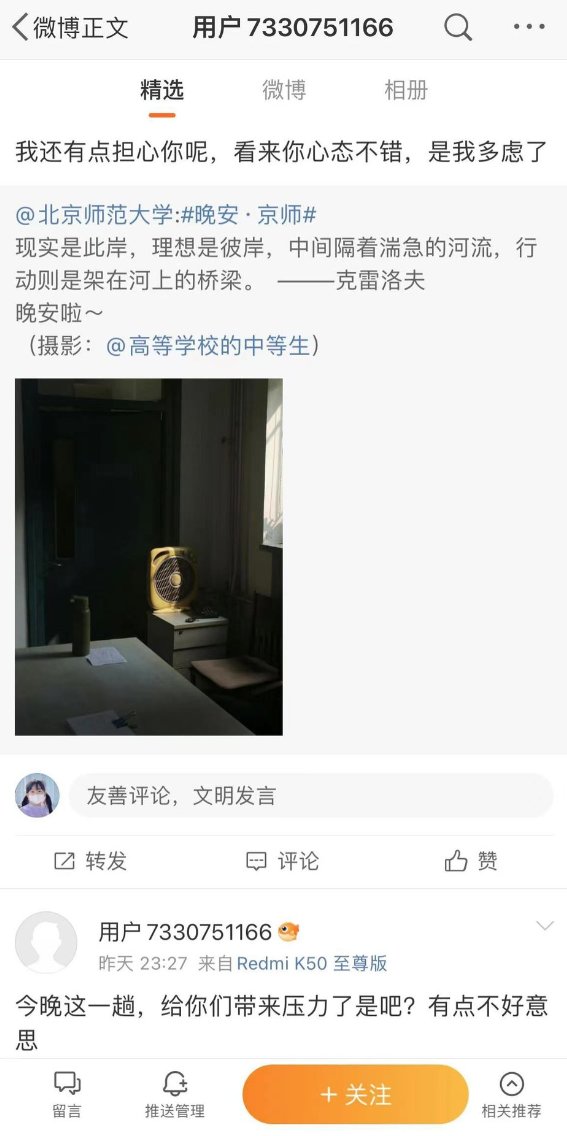 微博正文
用户7330751166
精选
微博
相册
我还有点担心你呢，看来你心态不错，是我多虑了
@北京师范大学:#晚安·京师#
现实是此岸，理想是彼岸，中间隔着湍急的河流，行
动则是架在河上的桥梁。 ———克雷洛夫
晚安啦～
（摄影：@高等学校的中等生）
友善评论，文明发言
转发
评论
赞
用户7330751166
昨天 23:27 来自Redmi K50 至尊版
今晚这一趟，给你们带来压力了是吧？有点不好意
思
留言
推送管理
+ 关注
相关推荐